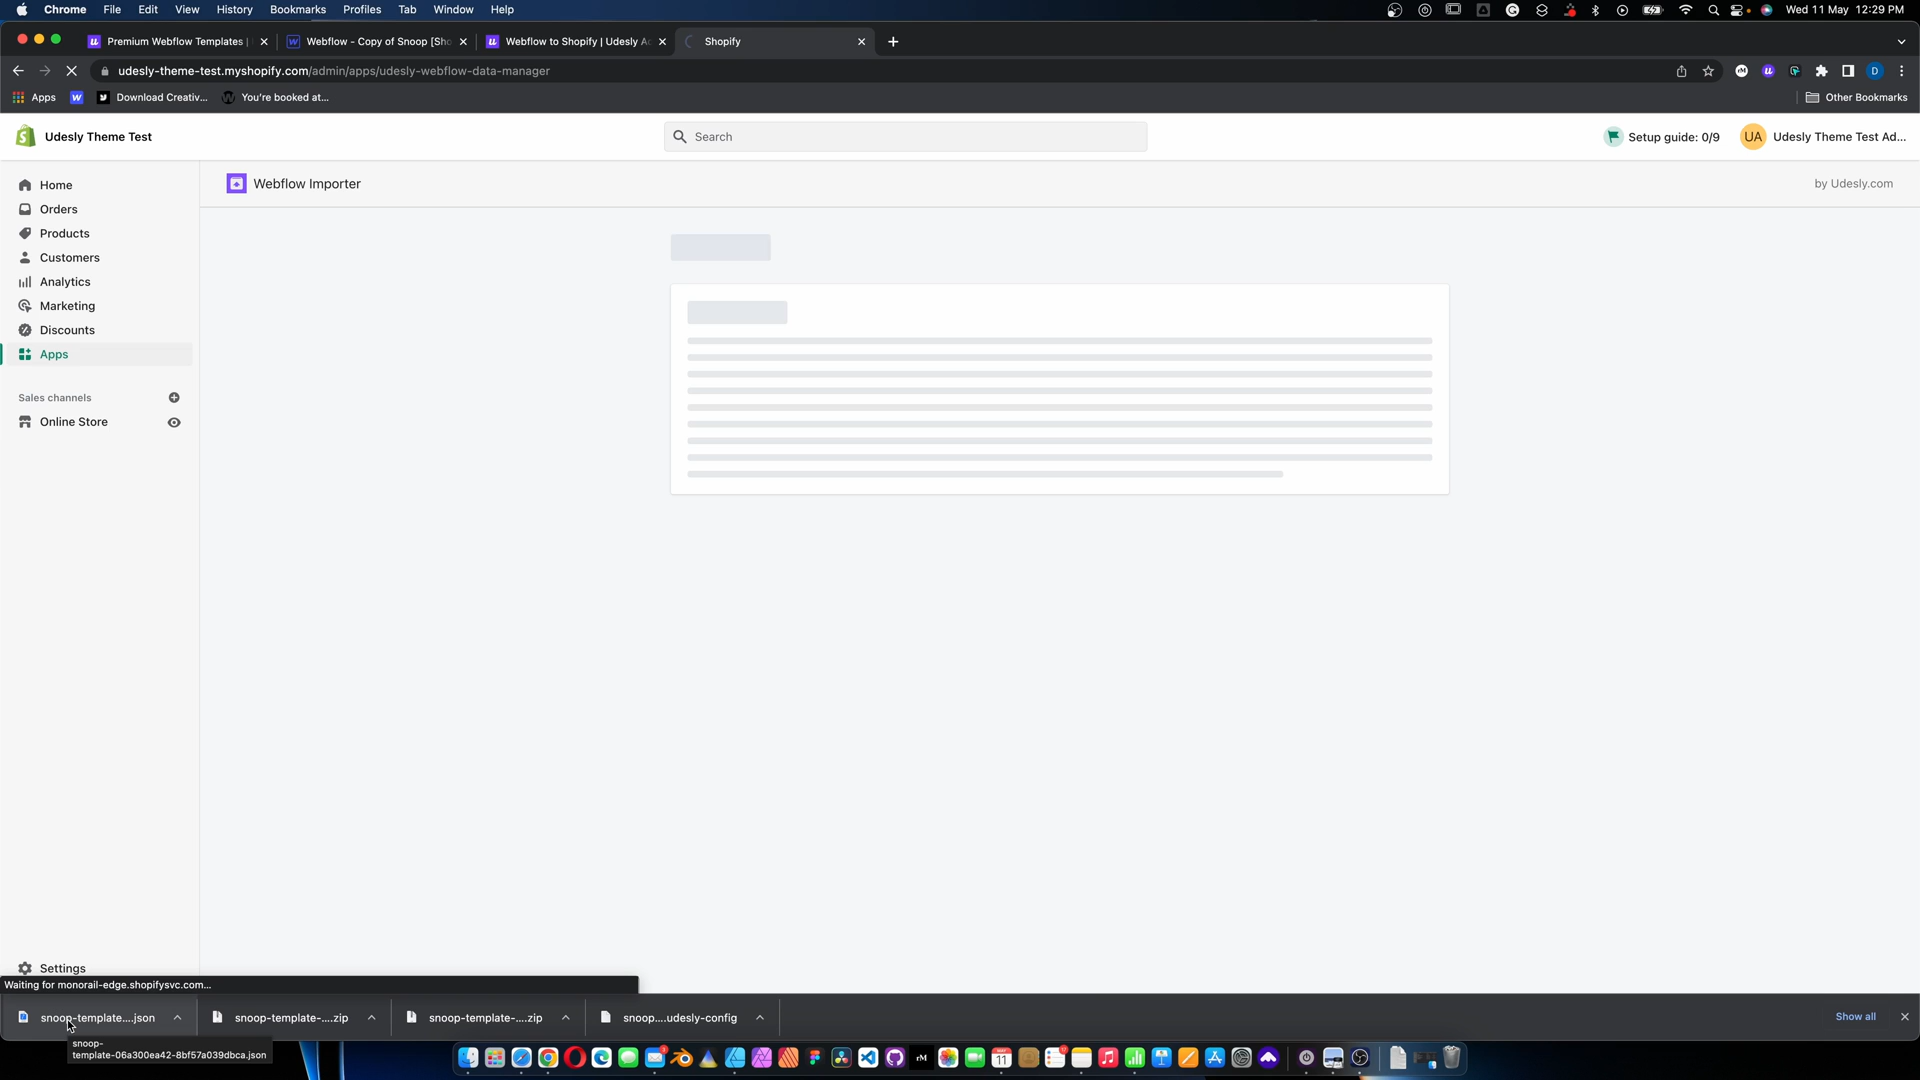 Chrome File Edit View History Bookmarks Profiles Tab Window Help Wed 11 May 12:29 PM
Premium Webflow Templates |
Webflow - Copy of Snoop [Sho
Webflow to Shopify | Udesly Ad
Shopify
udesly-theme-test.myshopify.com/admin/apps/udesly-webflow-data-manager
Apps Download Creativ... You're booked at... Other Bookmarks
Udesly Theme Test
Search
Setup guide: 0/9
UA Udesly Theme Test Ad...
Home
Orders
Products
Customers
Analytics
Marketing
Discounts
Apps
Sales channels
Online Store
Settings
Webflow Importer
by Udesly.com
Waiting for monorail-edge.shopifysvc.com...
snoop-template....json
snoop-template-....zip
snoop-template-....zip
snoop....udesly-config
Show all
snoop-
template-06a300ea42-8bf57a039dbca.json